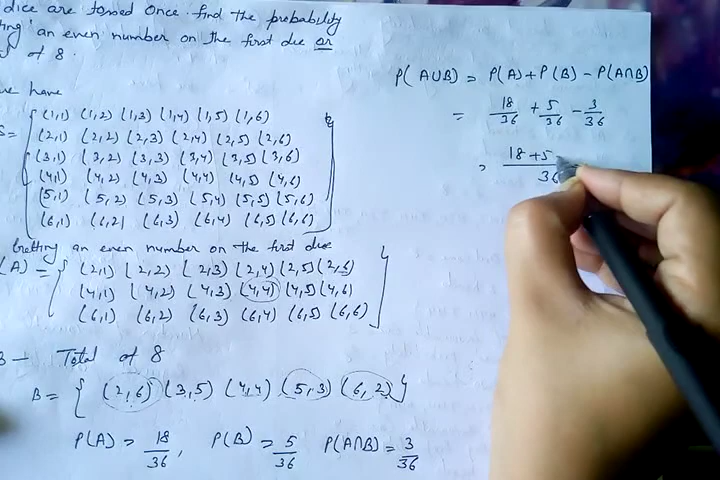 dice are tossed once find the probability
an even number on the first die or
of 8.
we have
S = { (1,1) (1,2) (1,3) (1,4) (1,5) (1,6)
(2,1) (2,2) (2,3) (2,4) (2,5) (2,6)
(3,1) (3,2) (3,3) (3,4) (3,5) (3,6)
(4,1) (4,2) (4,3) (4,4) (4,5) (4,6)
(5,1) (5,2) (5,3) (5,4) (5,5) (5,6)
(6,1) (6,2) (6,3) (6,4) (6,5) (6,6) }
Getting an even number on the first dice
(A) = { (2,1) (2,2) (2,3) (2,4) (2,5) (2,6)
(4,1) (4,2) (4,3) (4,4) (4,5) (4,6)
(6,1) (6,2) (6,3) (6,4) (6,5) (6,6) }
B - Total of 8
B = { (2,6) (3,5) (4,4) (5,3) (6,2) }
P(A) = 18/36, P(B) = 5/36 P(A∩B) = 3/36
P(A∪B) = P(A)+P(B) - P(A∩B)
= 18/36 + 5/36 - 3/36
= 18+5 /36